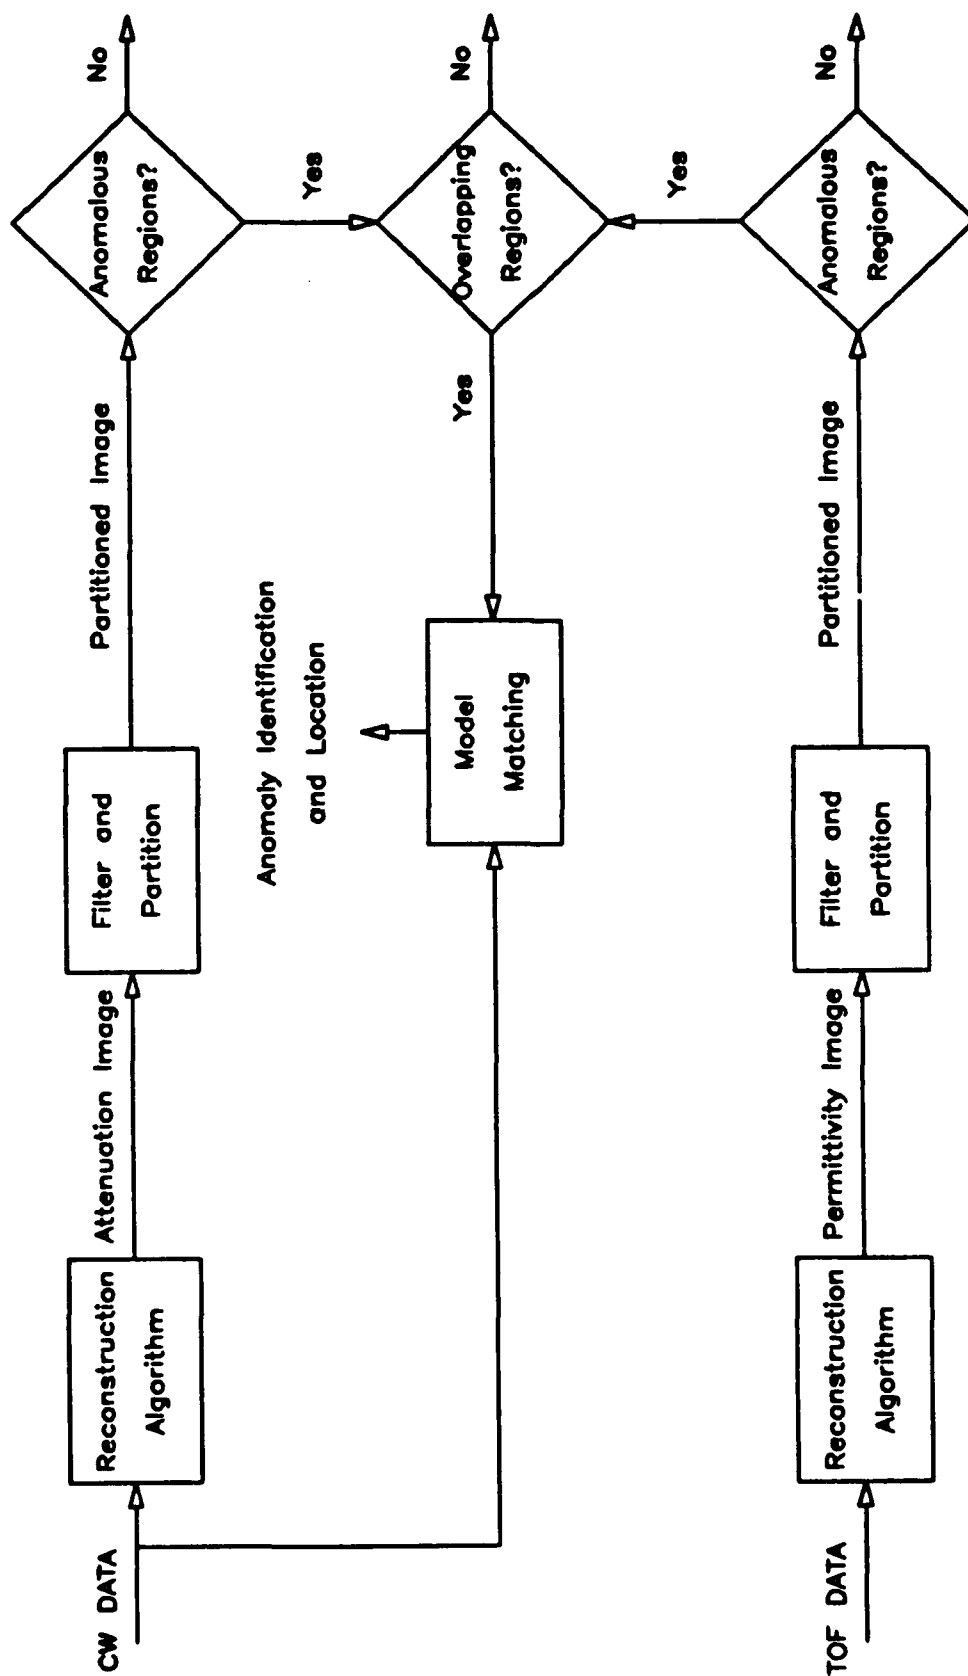 CW DATA
Reconstruction
Algorithm
Attenuation Image
Filter and
Partition
Partitioned Image
Anomalous
Regions?
No
Yes
Anomaly Identification
and Location
Model
Matching
Yes
Overlapping
Regions?
No
TOF DATA
Reconstruction
Algorithm
Permittivity Image
Filter and
Partition
Partitioned Image
Anomalous
Regions?
Yes
No